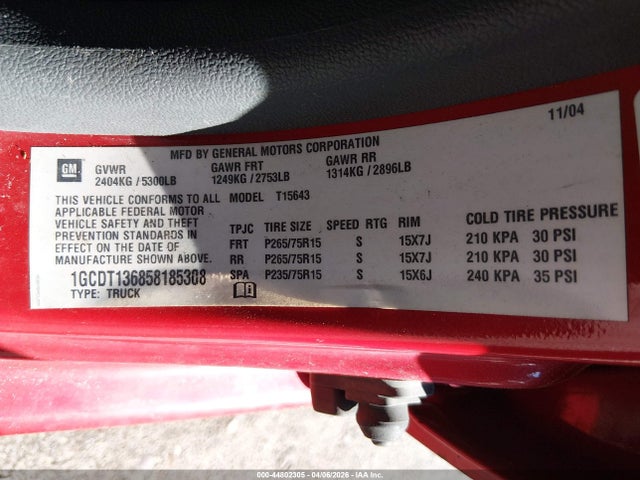 11/04
MFD BY GENERAL MOTORS CORPORATION
GM GVWR GAWR FRT GAWR RR
2404KG / 5300LB 1249KG / 2753LB 1314KG / 2896LB
THIS VEHICLE CONFORMS TO ALL
APPLICABLE FEDERAL MOTOR
VEHICLE SAFETY AND THEFT
PREVENTION STANDARDS IN
EFFECT ON THE DATE OF
MANUFACTURE SHOWN ABOVE.
1GCDT136858185308
TYPE: TRUCK
MODEL T15643
TPJC TIRE SIZE SPEED RTG RIM COLD TIRE PRESSURE
FRT P265/75R15 S 15X7J 210 KPA 30 PSI
RR P265/75R15 S 15X7J 210 KPA 30 PSI
SPA P235/75R15 S 15X6J 240 KPA 35 PSI
000-44802305 - 04/06/2026 - IAAI.COM